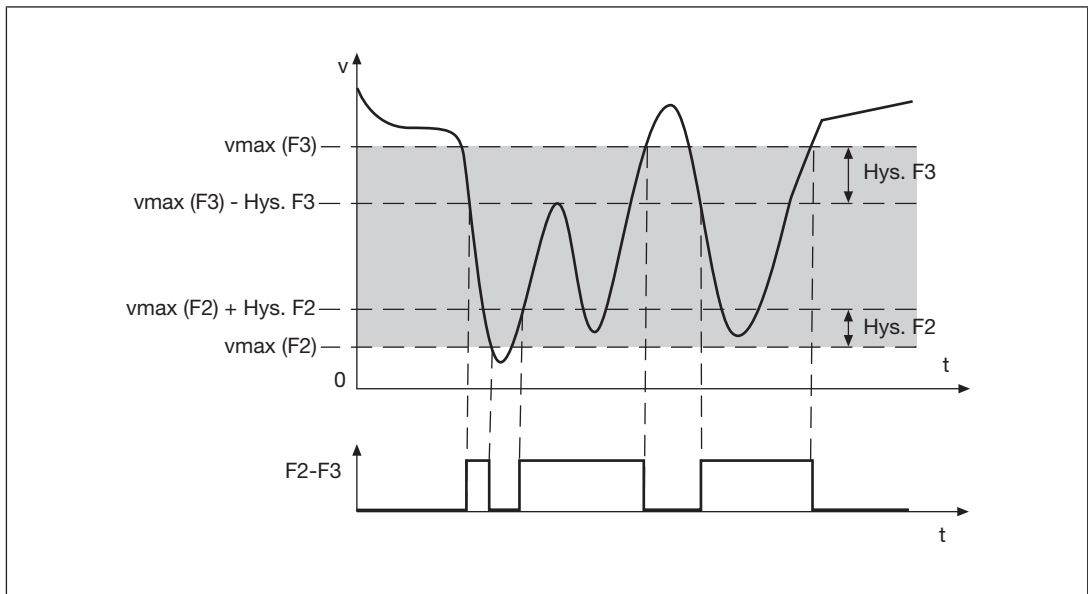 v
vmax (F3)
Hys. F3
vmax (F3) - Hys. F3
vmax (F2) + Hys. F2
Hys. F2
vmax (F2)
t
0
F2-F3
t